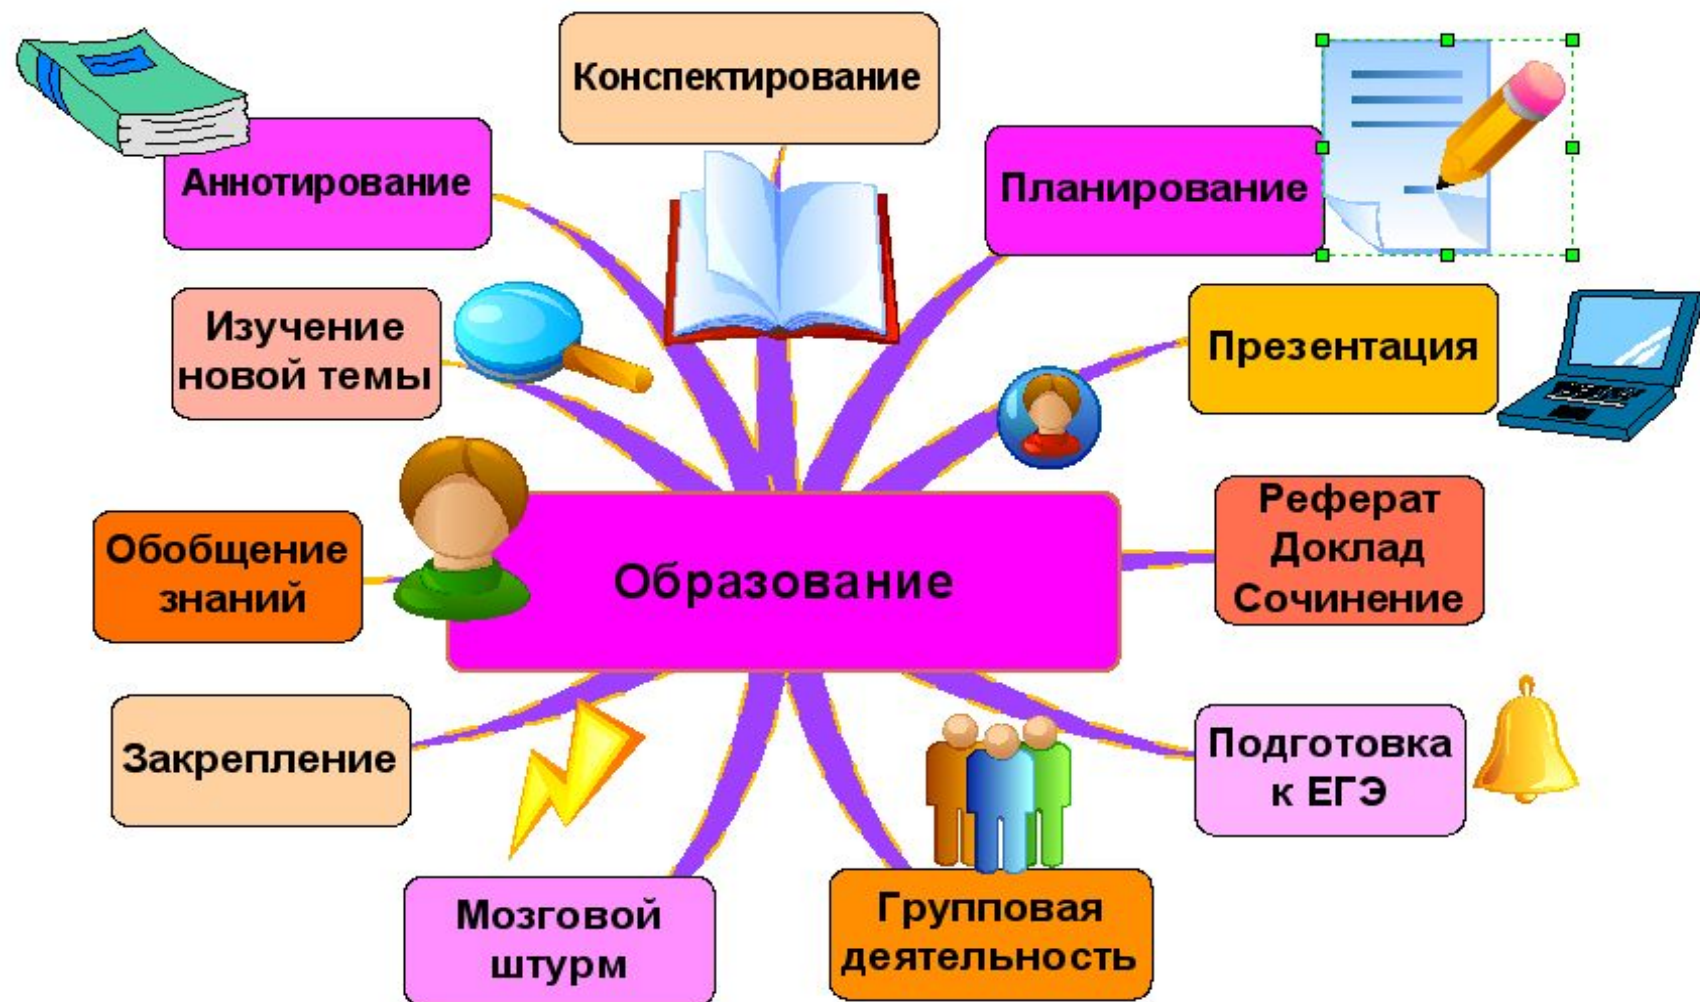 Конспектирование
Аннотирование
Планирование
Изучение
новой темы
Презентация
Обобщение
знаний
Образование
Реферат
Доклад
Сочинение
Закрепление
Подготовка
к ЕГЭ
Мозговой
штурм
Групповая
деятельность